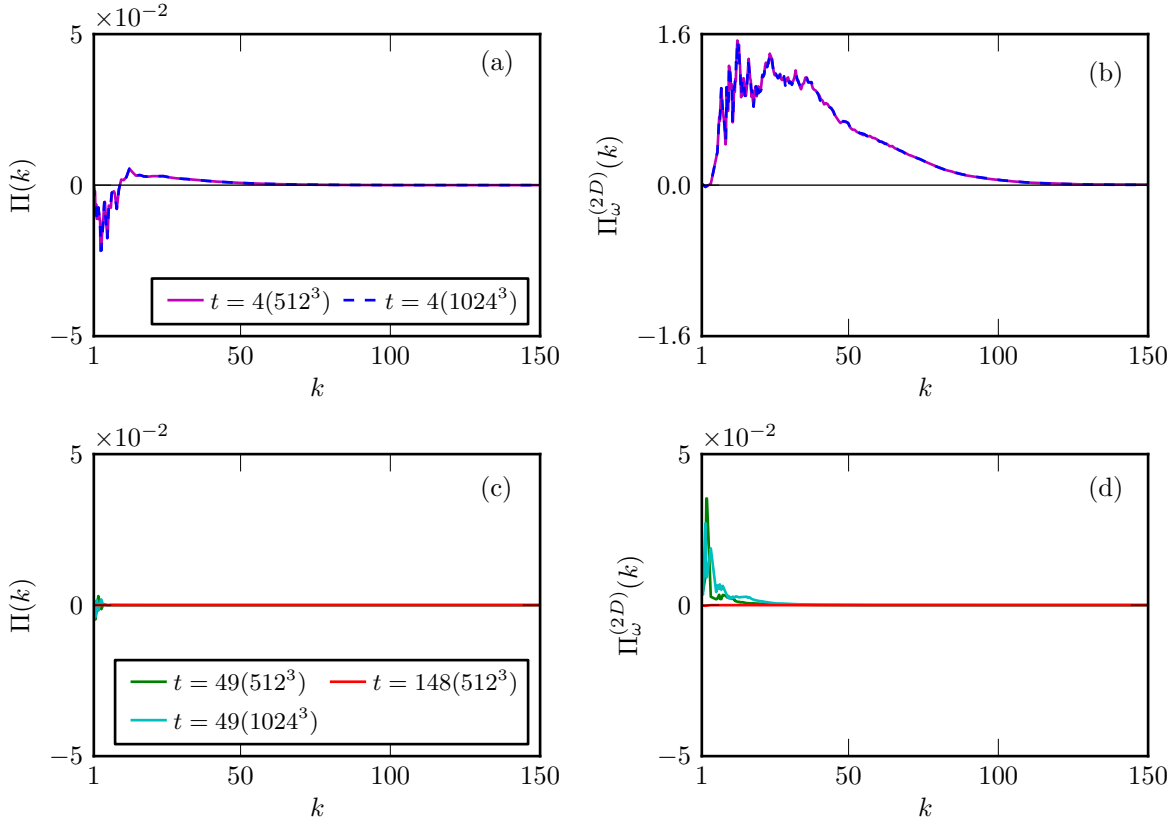 ×10⁻²
5
0
−5
Π(k)
(a)
t = 4(512³)
t = 4(1024³)
1
50
100
150
k
1.6
0.0
−1.6
Π_ω^(2D)(k)
(b)
1
50
100
150
k
×10⁻²
5
0
−5
Π(k)
(c)
t = 49(512³)
t = 148(512³)
t = 49(1024³)
1
50
100
150
k
×10⁻²
5
0
−5
Π_ω^(2D)(k)
(d)
1
50
100
150
k